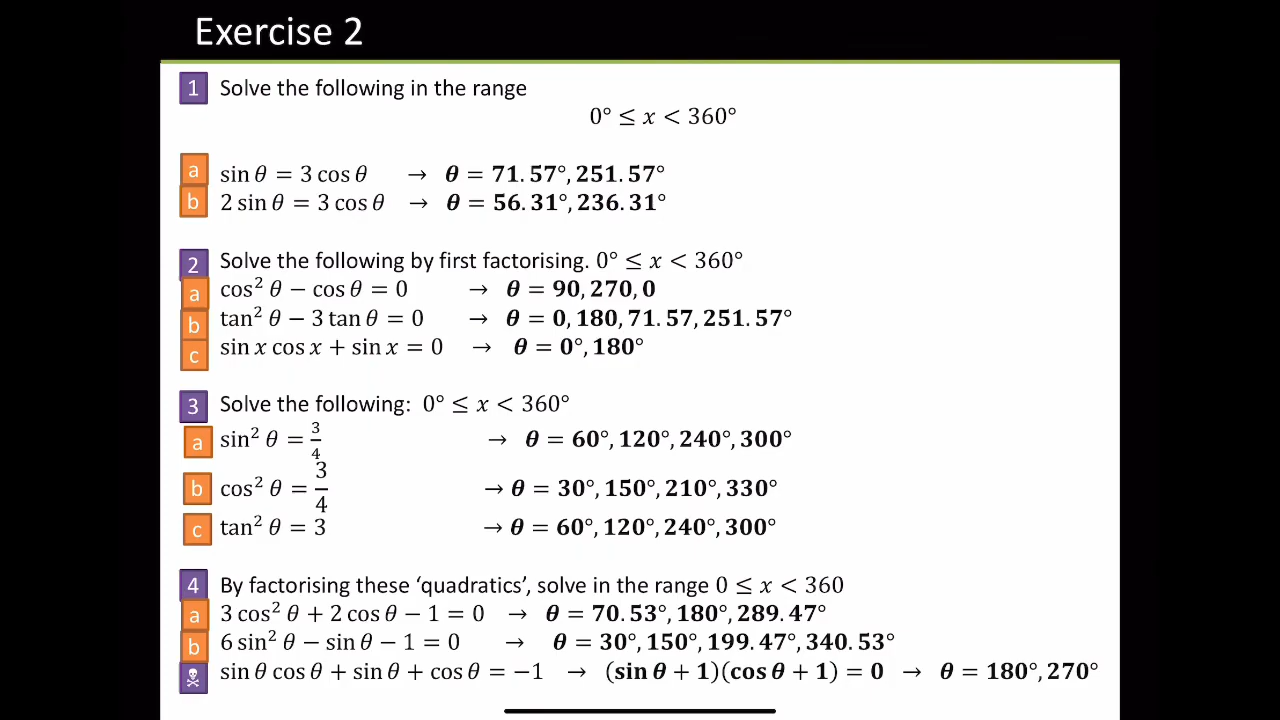 Exercise 2
1 Solve the following in the range
0° ≤ x < 360°
a sin θ = 3 cos θ → θ = 71.57°, 251.57°
b 2 sin θ = 3 cos θ → θ = 56.31°, 236.31°
2 Solve the following by first factorising. 0° ≤ x < 360°
a cos² θ − cos θ = 0 → θ = 90, 270, 0
b tan² θ − 3 tan θ = 0 → θ = 0, 180, 71.57, 251.57°
c sin x cos x + sin x = 0 → θ = 0°, 180°
3 Solve the following: 0° ≤ x < 360°
a sin² θ = 3/4 → θ = 60°, 120°, 240°, 300°
b cos² θ = 3/4 → θ = 30°, 150°, 210°, 330°
c tan² θ = 3 → θ = 60°, 120°, 240°, 300°
4 By factorising these ‘quadratics’, solve in the range 0 ≤ x < 360
a 3 cos² θ + 2 cos θ − 1 = 0 → θ = 70.53°, 180°, 289.47°
b 6 sin² θ − sin θ − 1 = 0 → θ = 30°, 150°, 199.47°, 340.53°
☠ sin θ cos θ + sin θ + cos θ = −1 → (sin θ + 1)(cos θ + 1) = 0 → θ = 180°, 270°